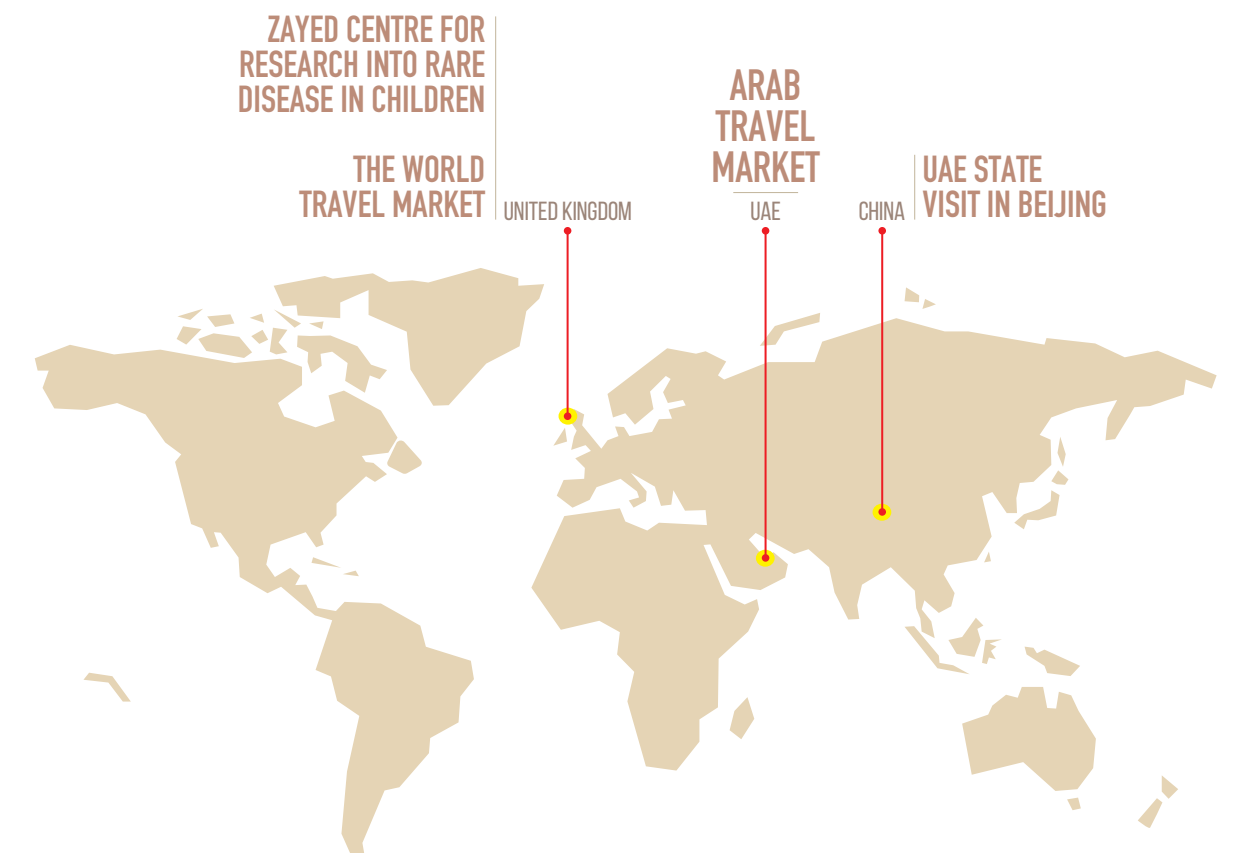 ZAYED CENTRE FOR
RESEARCH INTO RARE
DISEASE IN CHILDREN
THE WORLD
TRAVEL MARKET
UNITED KINGDOM
ARAB
TRAVEL
MARKET
UAE
CHINA
UAE STATE
VISIT IN BEIJING